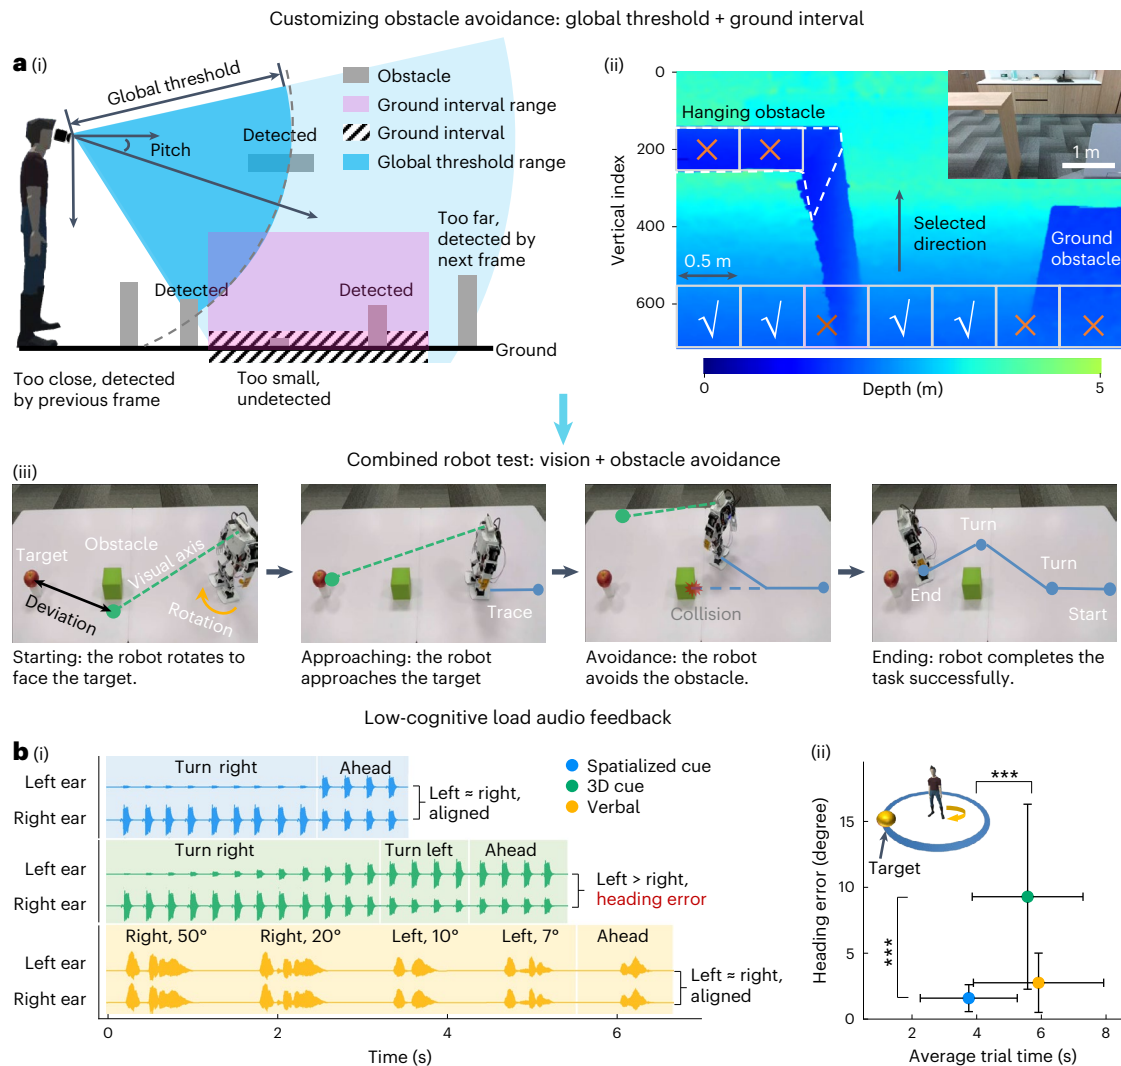 Customizing obstacle avoidance: global threshold + ground interval
a (i)
Global threshold
Pitch
Detected
Obstacle
Ground interval range
Ground interval
Global threshold range
Too far,
detected by
next frame
Detected
Detected
Ground
Too close, detected
by previous frame
Too small,
undetected
(ii)
Vertical index
0
200
400
600
Hanging obstacle
1 m
Selected
direction
Ground
obstacle
0.5 m
0
5
Depth (m)
Combined robot test: vision + obstacle avoidance
(iii)
Target
Obstacle
Visual axis
Deviation
Rotation
Starting: the robot rotates to
face the target.
Trace
Approaching: the robot
approaches the target
Collision
Avoidance: the robot
avoids the obstacle.
Turn
Turn
End
Start
Ending: robot completes the
task successfully.
Low-cognitive load audio feedback
b (i)
Left ear
Right ear
Turn right
Ahead
Left ≈ right,
aligned
Spatialized cue
3D cue
Verbal
Left ear
Right ear
Turn right
Turn left
Ahead
Left > right,
heading error
Left ear
Right ear
Right, 50°
Right, 20°
Left, 10°
Left, 7°
Ahead
Left ≈ right,
aligned
0
2
4
6
Time (s)
(ii)
Heading error (degree)
15
10
5
0
***
Target
***
2
4
6
8
Average trial time (s)